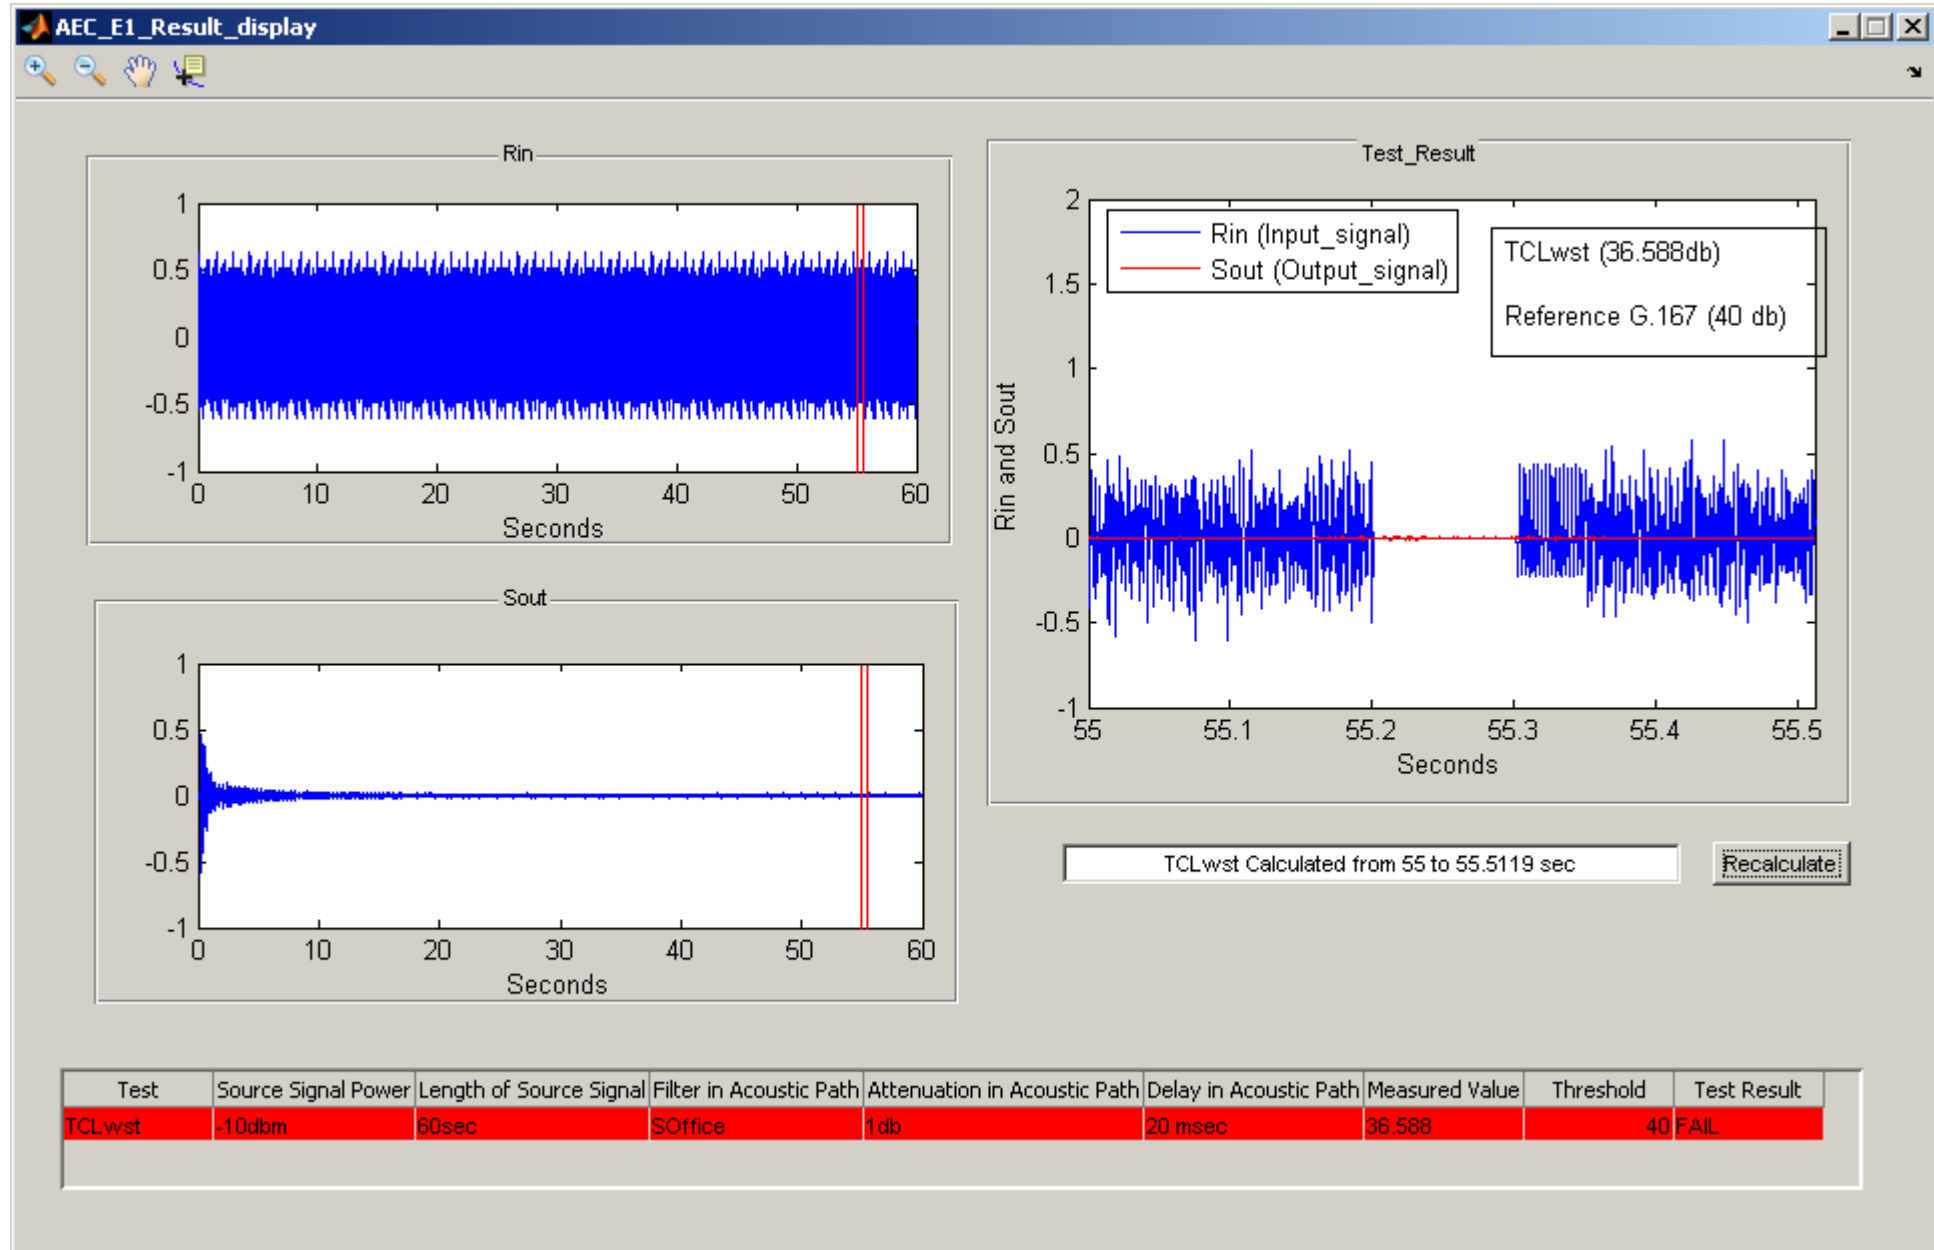 AEC_E1_Result_display
Rin
1
0.5
0
-0.5
-1
0 10 20 30 40 50 60
Seconds
Sout
1
0.5
0
-0.5
-1
0 10 20 30 40 50 60
Seconds
Test_Result
Rin and Sout
2
1.5
1
0.5
0
-0.5
-1
Rin (Input_signal)
Sout (Output_signal)
TCLwst (36.588db)
Reference G.167 (40 db)
55 55.1 55.2 55.3 55.4 55.5
Seconds
TCLwst Calculated from 55 to 55.5119 sec
Recalculate
Test Source Signal Power Length of Source Signal Filter in Acoustic Path Attenuation in Acoustic Path Delay in Acoustic Path Measured Value Threshold Test Result
TCLwst -10dbm 60sec SOffice 1db 20 msec 36.588 40 FAIL